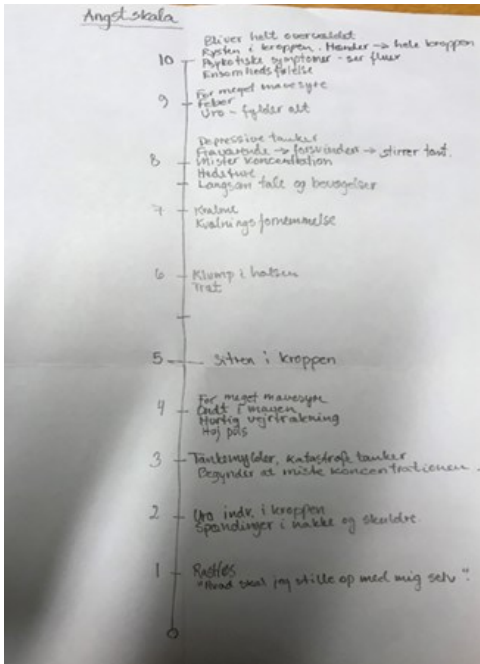 Angstskala
Bliver helt overvældet
Rysten i kroppen. Hænder → hele kroppen
10 Psykotiske symptomer - ser fluer
Ensomhedsfølelse
For meget mavesyre
9 Feber
Uro - fylder alt
Depressive tanker
Fraværende → forsvinder → stirrer tomt.
8 Mister koncentration
Hedeture
Langsom tale og bevægelser
7 Kvalme
Kvælningsfornemmelse
6 Klump i halsen
Træt
5 Sitren i kroppen
For meget mavesyre
4 Ondt i maven
Hurtig vejrtrækning
Høj puls
3 Tankemylder, katastrofe tanker
Begynder at miste koncentrationen.
2 Uro indv. i kroppen
Spændinger i nakke og skuldre.
1 Rastløs
"Hvad skal jeg stille op med mig selv".
0